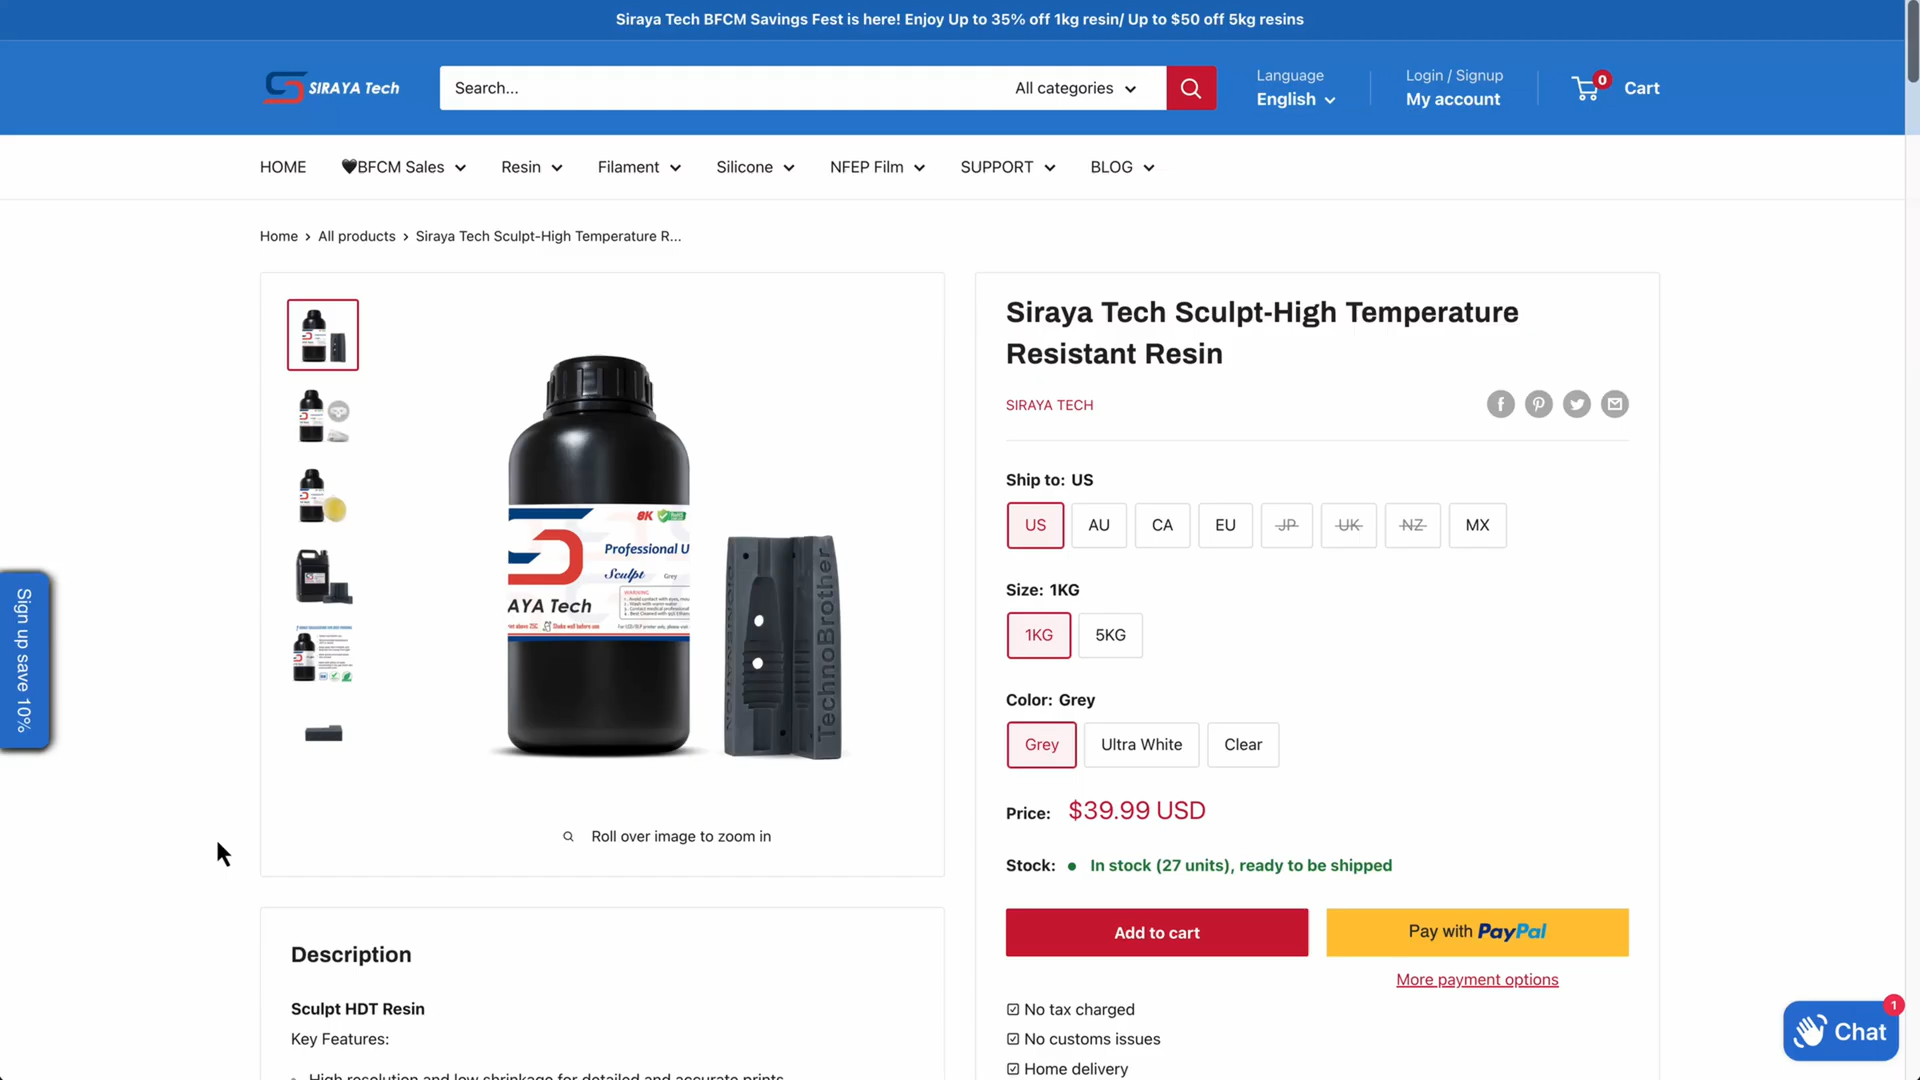 Siraya Tech BFCM Savings Fest is here! Enjoy Up to 35% off 1kg resin/ Up to $50 off 5kg resins
SIRAYA Tech
Search...
All categories
Language
English
Login / Signup
My account
0
Cart
HOME
🖤BFCM Sales
Resin
Filament
Silicone
NFEP Film
SUPPORT
BLOG
Home › All products › Siraya Tech Sculpt-High Temperature R...
Siraya Tech Sculpt-High Temperature
Resistant Resin
SIRAYA TECH
Ship to: US
US
AU
CA
EU
JP
UK
NZ
MX
Size: 1KG
1KG
5KG
Color: Grey
Grey
Ultra White
Clear
Price: $39.99 USD
Stock: In stock (27 units), ready to be shipped
Add to cart
Pay with PayPal
More payment options
☑ No tax charged
☑ No customs issues
☑ Home delivery
8K
Professional U
Sculpt
Grey
WARNING
AYA Tech
TechnoBrother
Roll over image to zoom in
Sign up save 10%
Description
Sculpt HDT Resin
Key Features:
High resolution and low shrinkage for detailed and accurate prints
1
Chat